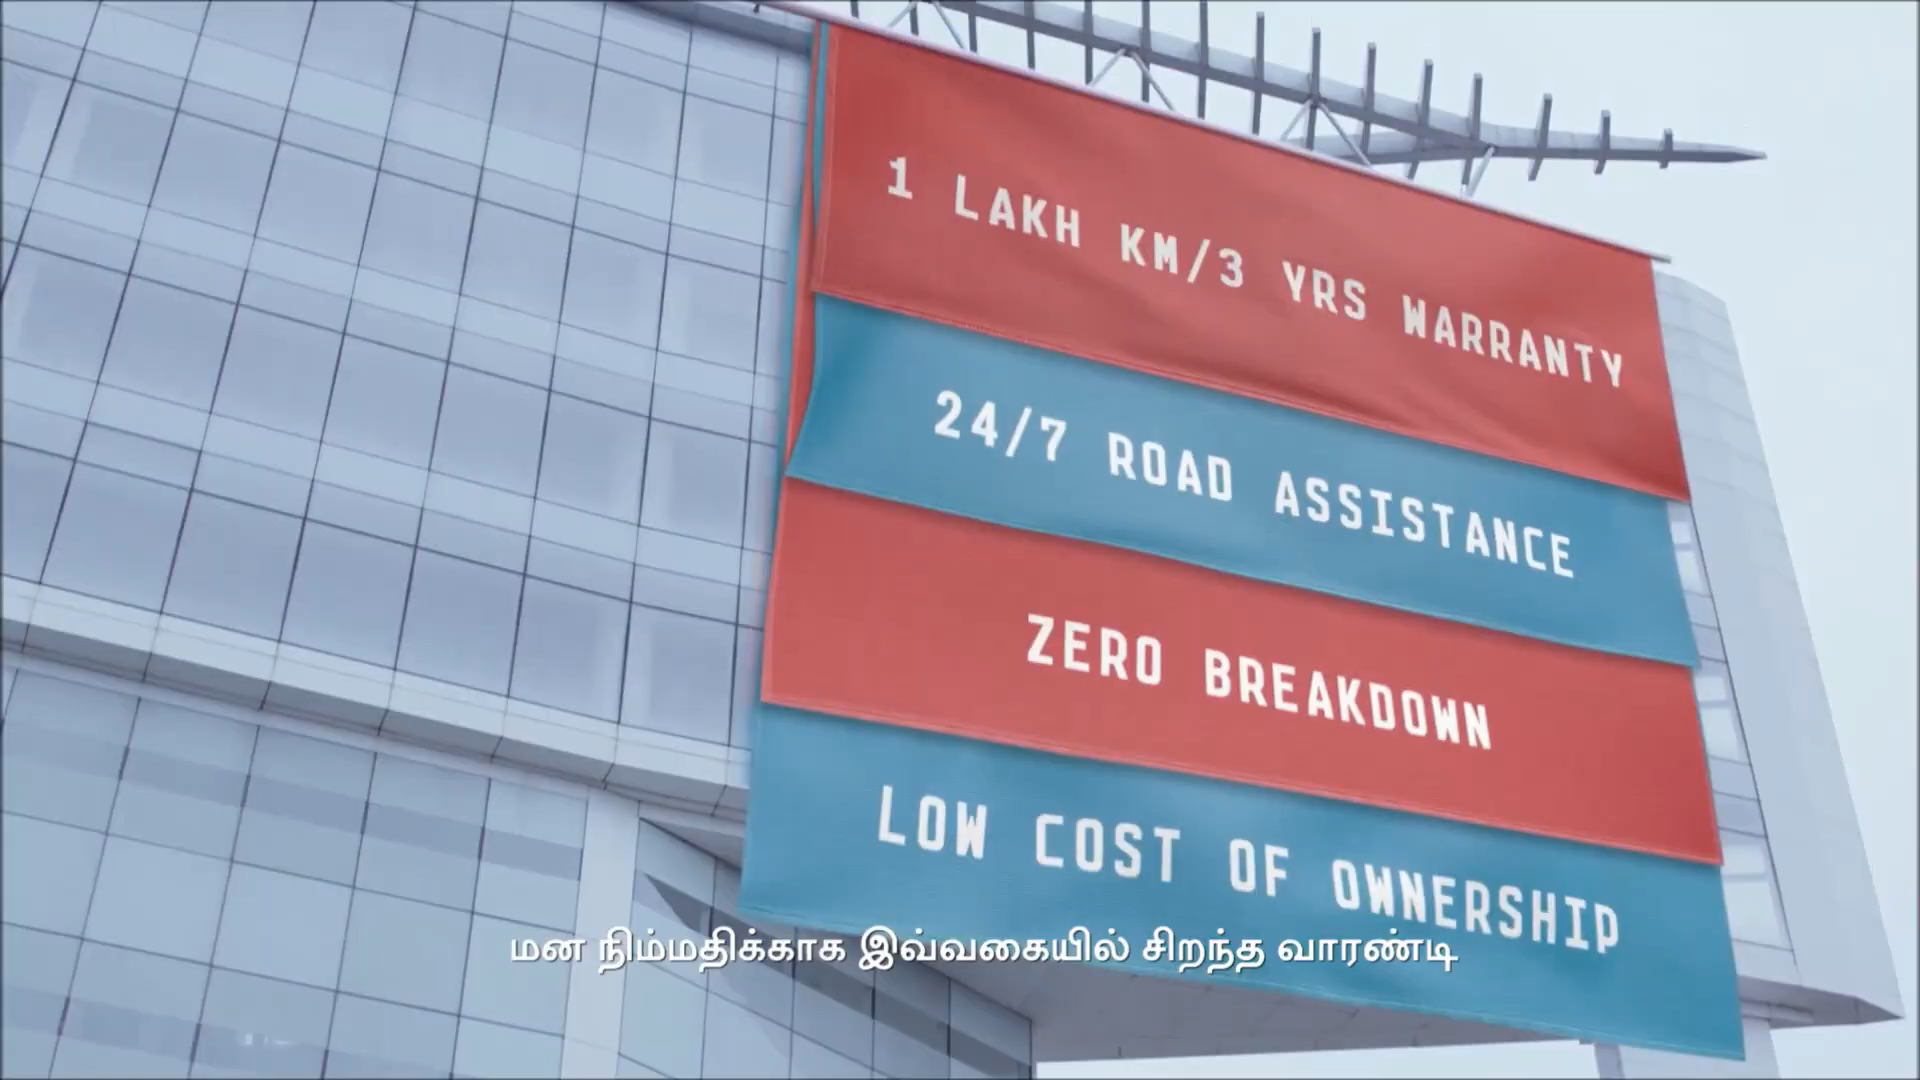 1 LAKH KM/3 YRS WARRANTY
24/7 ROAD ASSISTANCE
ZERO BREAKDOWN
LOW COST OF OWNERSHIP
மன நிம்மதிக்காக இவ்வகையில் சிறந்த வாரண்டி